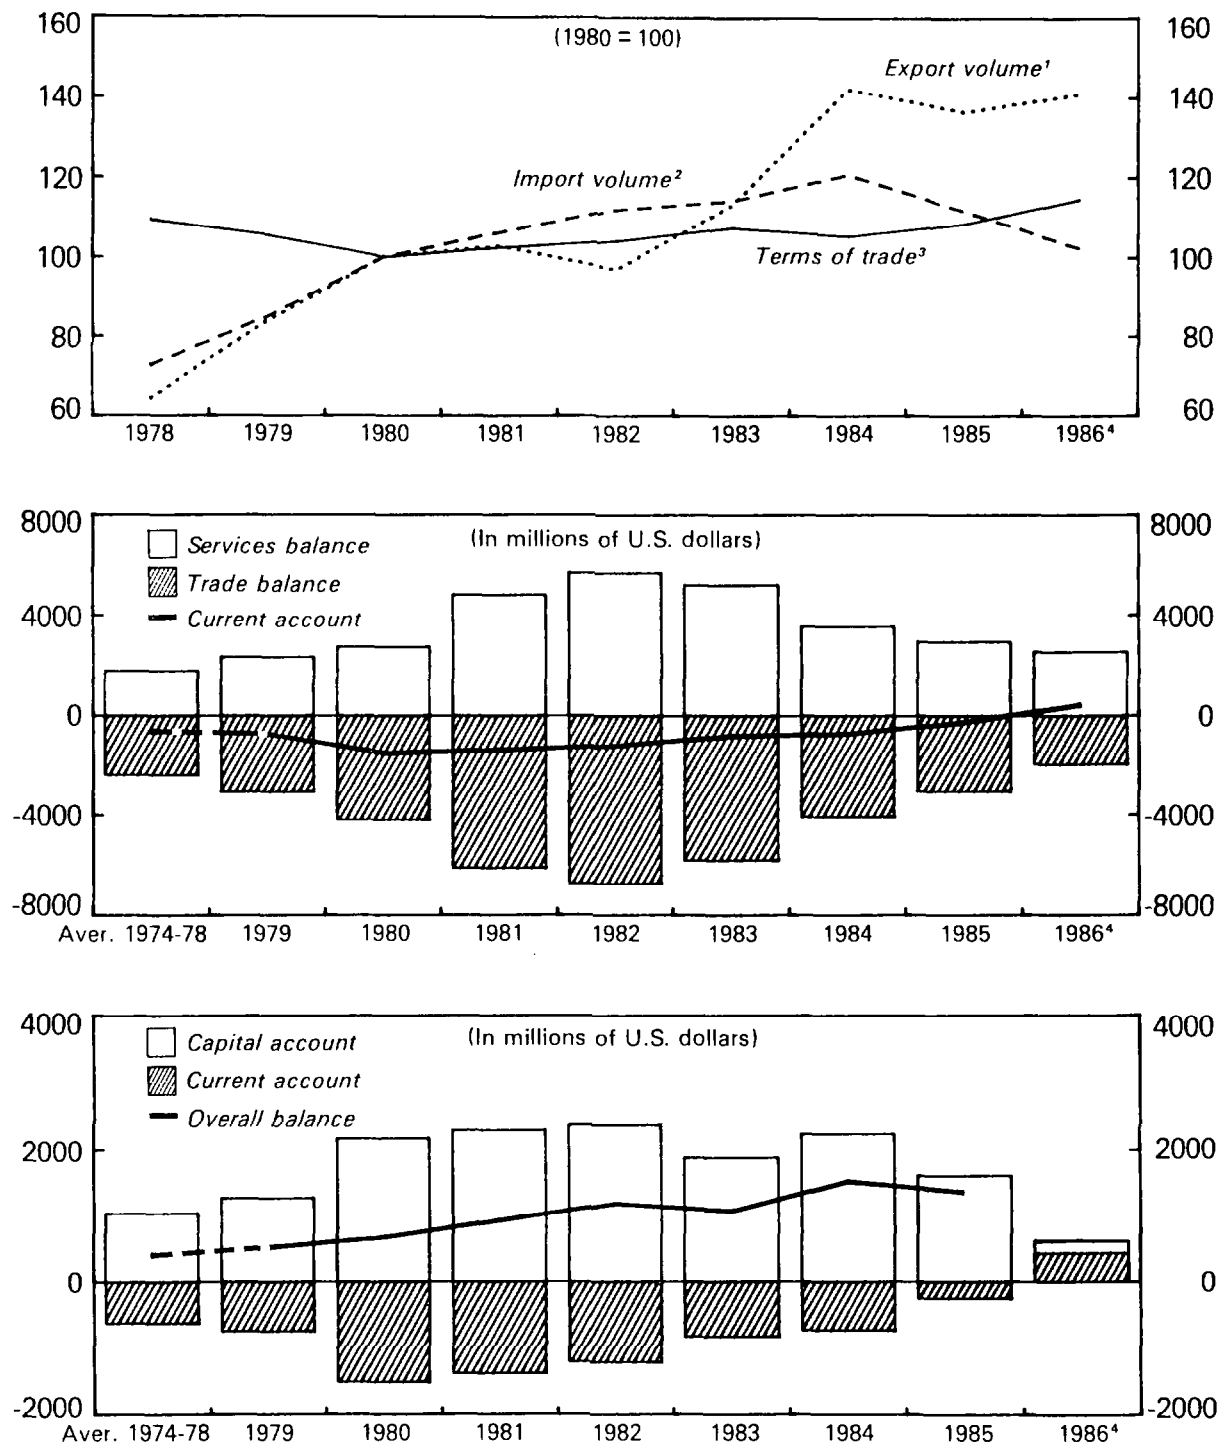 160 160
(1980 = 100)
Export volume¹
140 140
120 120
Import volume²
100 100
Terms of trade³
80 80
60 60
1978 1979 1980 1981 1982 1983 1984 1985 1986⁴
8000 8000
Services balance (In millions of U.S. dollars)
Trade balance
4000 4000
Current account
0 0
-4000 -4000
-8000 -8000
Aver. 1974-78 1979 1980 1981 1982 1983 1984 1985 1986⁴
4000 4000
Capital account (In millions of U.S. dollars)
Current account
Overall balance
2000 2000
0 0
-2000 -2000
Aver. 1974-78 1979 1980 1981 1982 1983 1984 1985 1986⁴